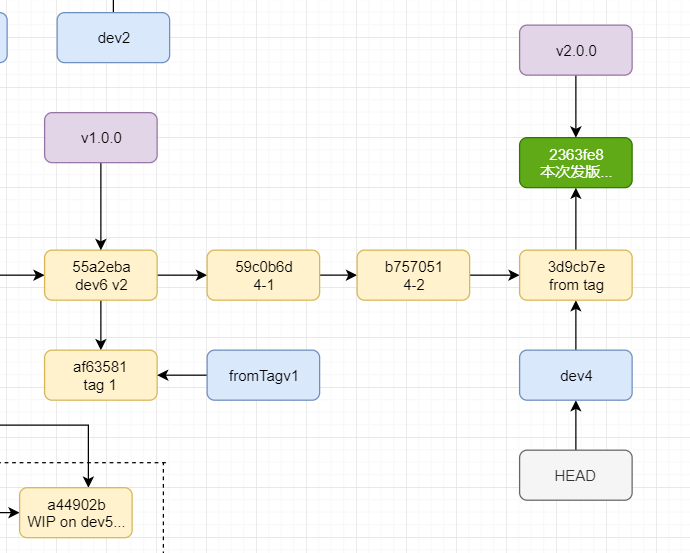 dev2
v2.0.0
v1.0.0
2363fe8
本次发版...
55a2eba
dev6 v2
59c0b6d
4-1
b757051
4-2
3d9cb7e
from tag
af63581
tag 1
fromTagv1
dev4
HEAD
a44902b
WIP on dev5...